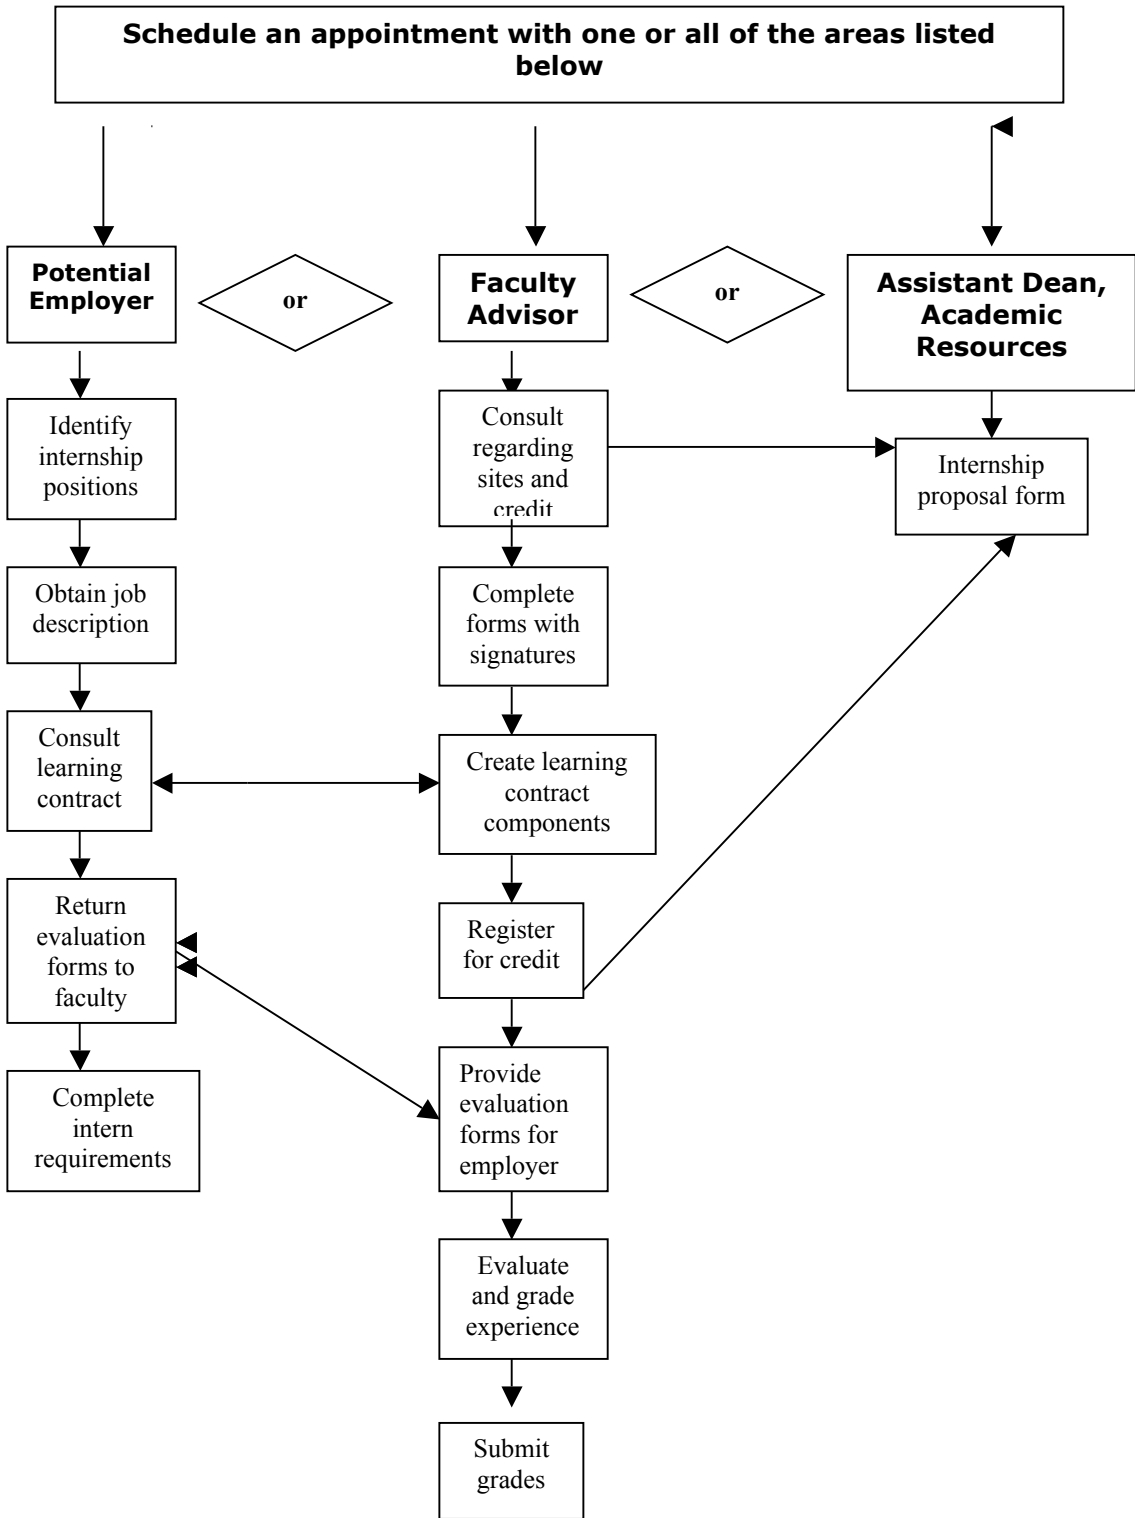 Schedule an appointment with one or all of the areas listed
below
Potential
Employer
or
Faculty
Advisor
or
Assistant Dean,
Academic
Resources
Identify
internship
positions
Consult
regarding
sites and
credit
Internship
proposal form
Obtain job
description
Complete
forms with
signatures
Consult
learning
contract
Create learning
contract
components
Return
evaluation
forms to
faculty
Register
for credit
Complete
intern
requirements
Provide
evaluation
forms for
employer
Evaluate
and grade
experience
Submit
grades